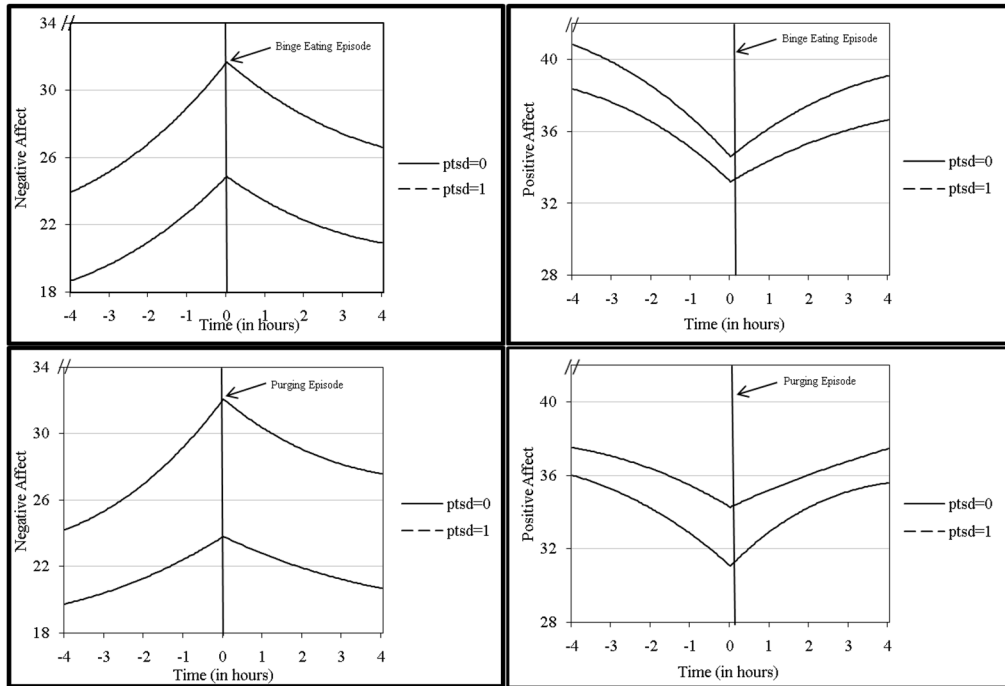 34
30
26
22
18
Negative Affect
//
Binge Eating Episode
-4 -3 -2 -1 0 1 2 3 4
Time (in hours)
ptsd=0
ptsd=1
40
36
32
28
Positive Affect
//
Binge Eating Episode
-4 -3 -2 -1 0 1 2 3 4
Time (in hours)
ptsd=0
ptsd=1
34
30
26
22
18
Negative Affect
//
Purging Episode
-4 -3 -2 -1 0 1 2 3 4
Time (in hours)
ptsd=0
ptsd=1
40
36
32
28
Positive Affect
//
Purging Episode
-4 -3 -2 -1 0 1 2 3 4
Time (in hours)
ptsd=0
ptsd=1